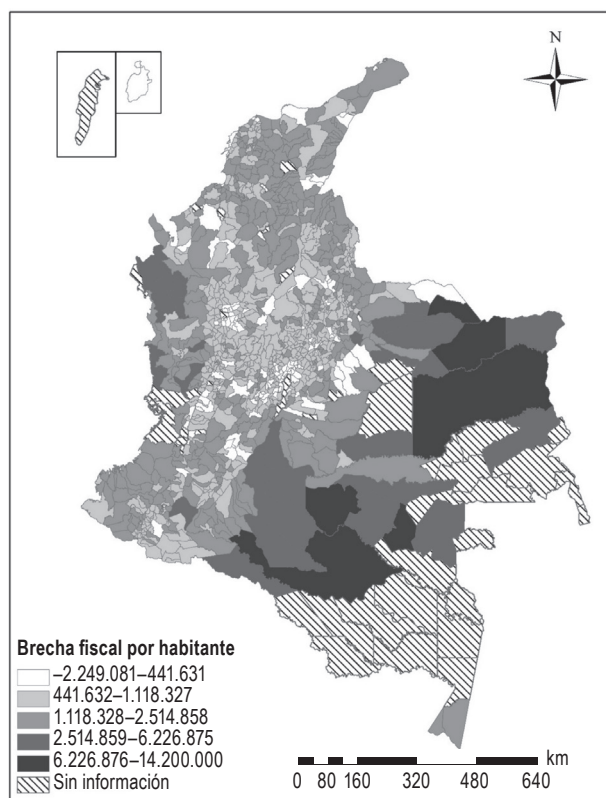 N
Brecha fiscal por habitante
–2.249.081–441.631
441.632–1.118.327
1.118.328–2.514.858
2.514.859–6.226.875
6.226.876–14.200.000
Sin información
km
0 80 160 320 480 640